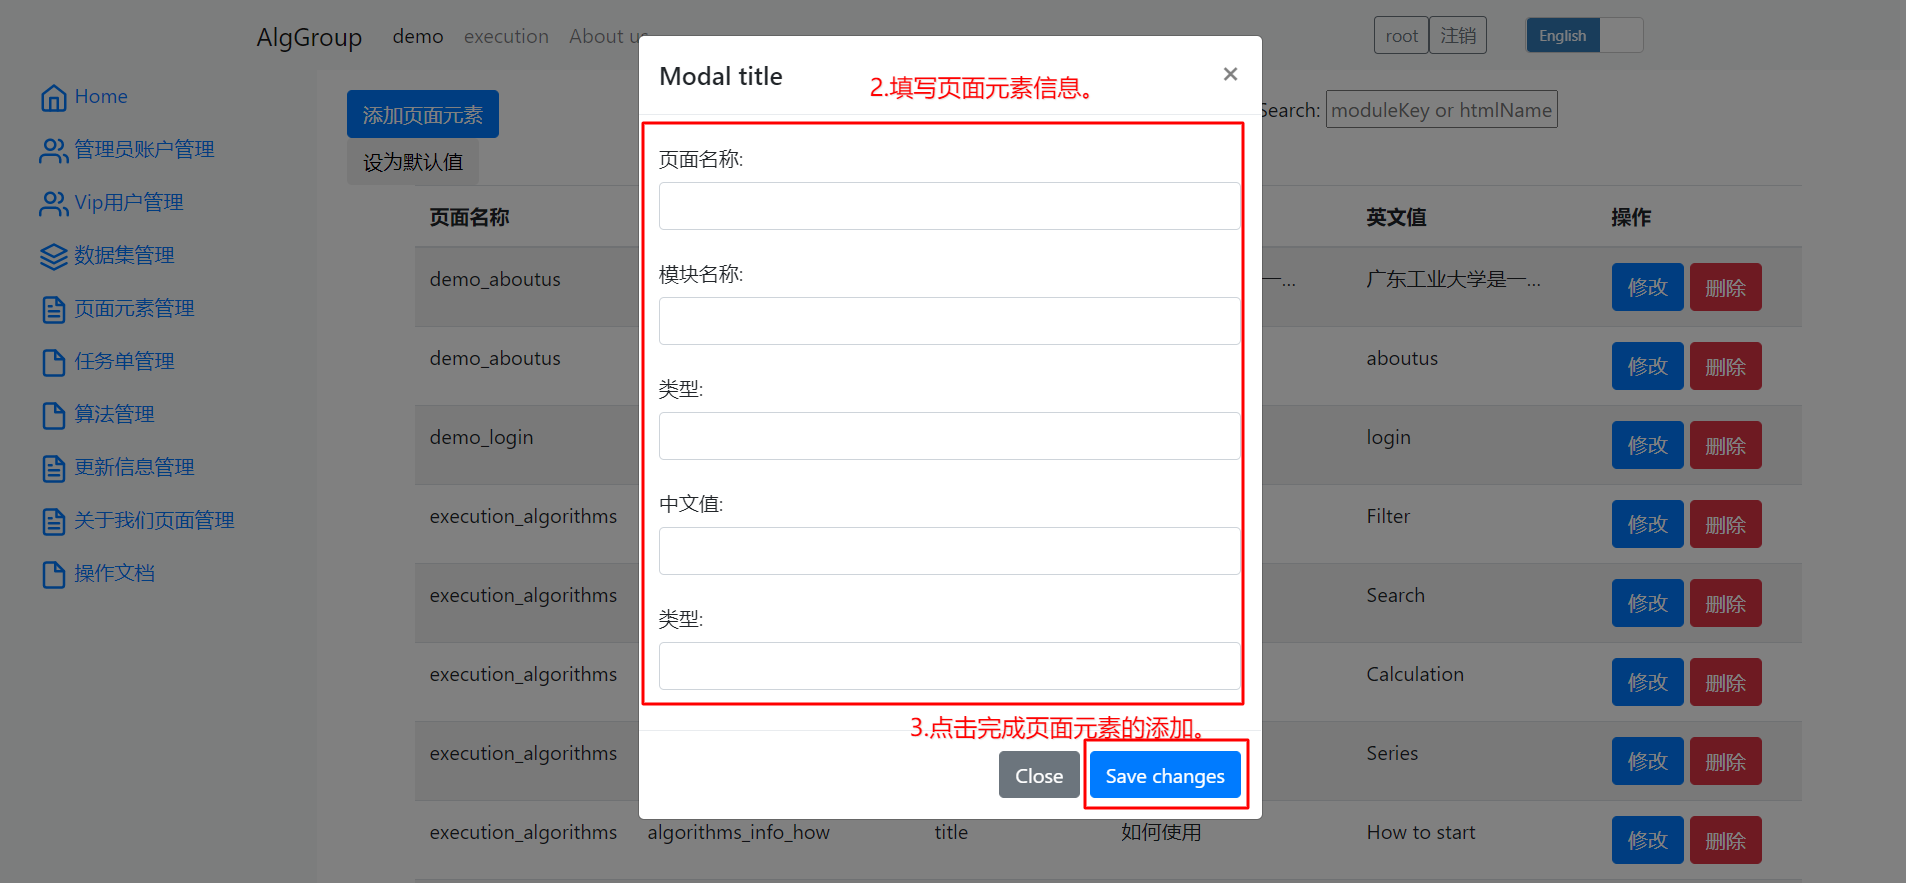 AlgGroup demo execution About us root 注销 English
Home
管理员账户管理
Vip用户管理
数据集管理
页面元素管理
任务单管理
算法管理
更新信息管理
关于我们页面管理
操作文档
添加页面元素
设为默认值
Search: moduleKey or htmlName
页面名称 英文值 操作
demo_aboutus 一... 广东工业大学是一... 修改 删除
demo_aboutus aboutus 修改 删除
demo_login login 修改 删除
execution_algorithms Filter 修改 删除
execution_algorithms Search 修改 删除
execution_algorithms Calculation 修改 删除
execution_algorithms Series 修改 删除
execution_algorithms algorithms_info_how title 如何使用 How to start 修改 删除
Modal title ×
2.填写页面元素信息。
页面名称:
模块名称:
类型:
中文值:
类型:
3.点击完成页面元素的添加。
Close Save changes